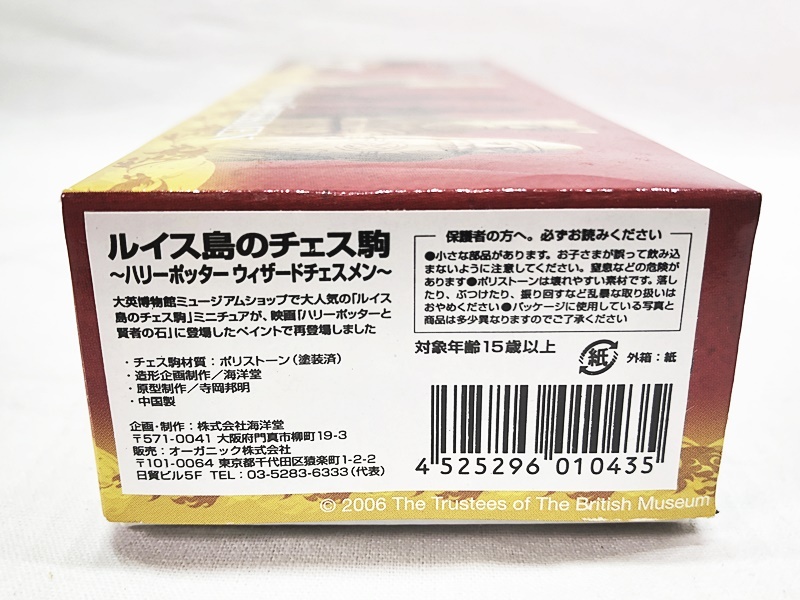 ルイス島のチェス駒
～ハリーポッター ウィザードチェスメン～
大英博物館ミュージアムショップで大人気の「ルイス
島のチェス駒」ミニチュアが、映画「ハリーポッターと
賢者の石」に登場したペイントで再登場しました
・チェス駒材質：ポリストーン（塗装済）
・造形企画制作／海洋堂
・原型制作／寺岡邦明
・中国製
企画・制作：株式会社海洋堂
〒571-0041 大阪府門真市柳町19-3
販売：オーガニック株式会社
〒101-0064 東京都千代田区猿楽町1-2-2
日貿ビル5F TEL：03-5283-6333（代表）
保護者の方へ。必ずお読みください
●小さな部品があります。お子さまが誤って飲み込
まないように注意してください。窒息などの危険が
あります●ポリストーンは壊れやすい素材です。落し
たり、ぶつけたり、振り回すなど乱暴な取り扱いは
おやめください●パッケージに使用している写真と
商品は多少異なりますのでご了承ください
対象年齢15歳以上
紙
外箱：紙
4 525296 010435
© 2006 The Trustees of The British Museum